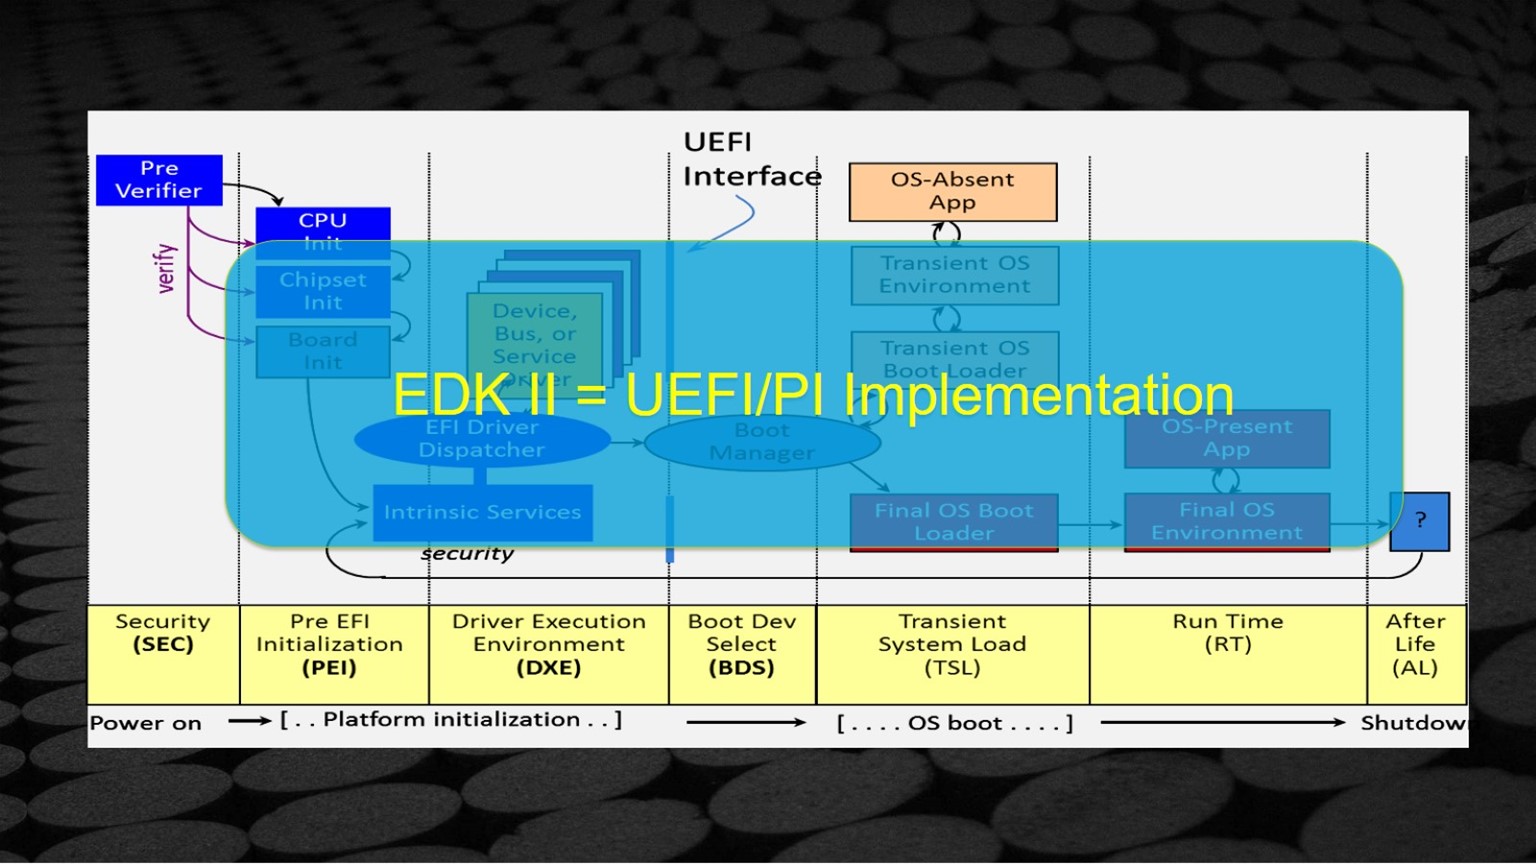 UEFI
Interface
Pre
Verifier
verify
CPU
Init
Chipset
Init
Board
Init
Device,
Bus, or
Service
Driver
EFI Driver
Dispatcher
Intrinsic Services
security
Boot
Manager
OS-Absent
App
Transient OS
Environment
Transient OS
Boot Loader
Final OS Boot
Loader
OS-Present
App
Final OS
Environment
?
EDK II = UEFI/PI Implementation
Security
(SEC)
Pre EFI
Initialization
(PEI)
Driver Execution
Environment
(DXE)
Boot Dev
Select
(BDS)
Transient
System Load
(TSL)
Run Time
(RT)
After
Life
(AL)
Power on
[ . . Platform initialization . . ]
[ . . . . OS boot . . . . ]
Shutdown